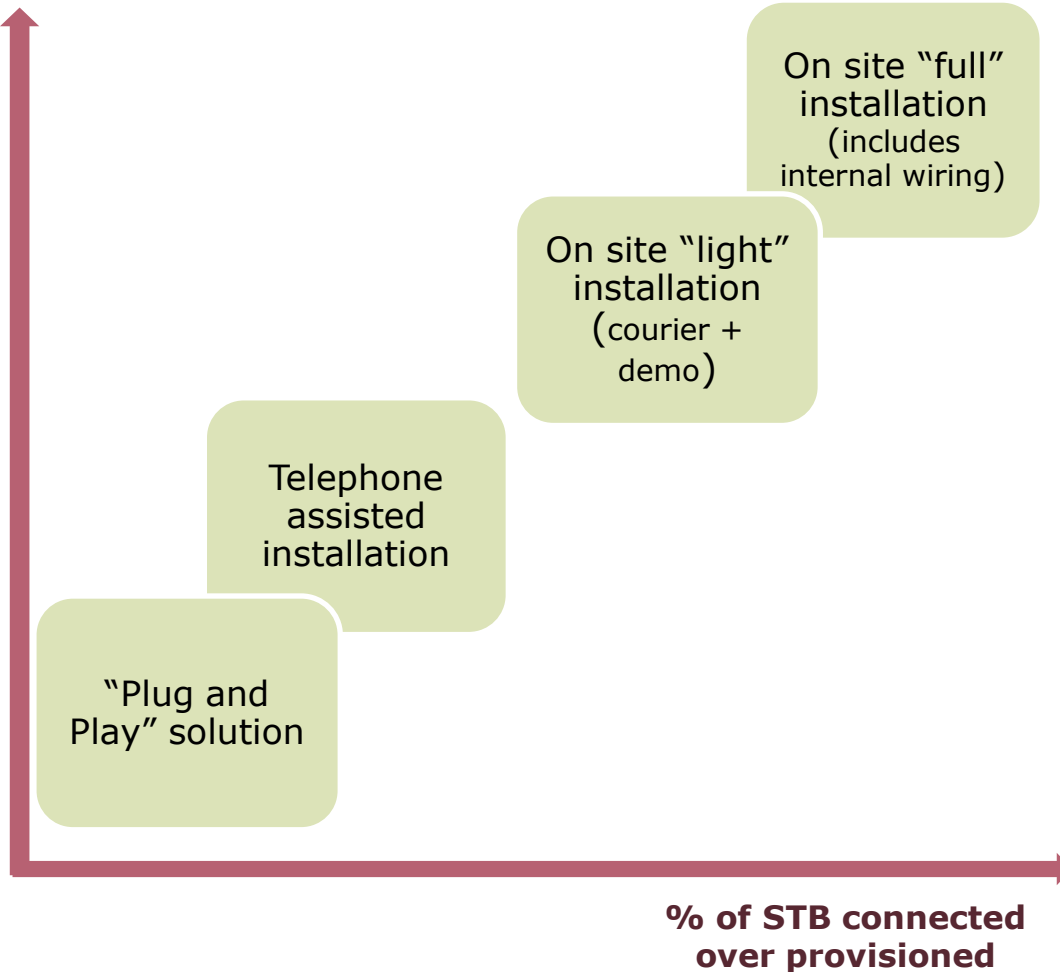 On site “full”
installation
(includes
internal wiring)
On site “light”
installation
(courier +
demo)
Telephone
assisted
installation
“Plug and
Play” solution
% of STB connected
over provisioned